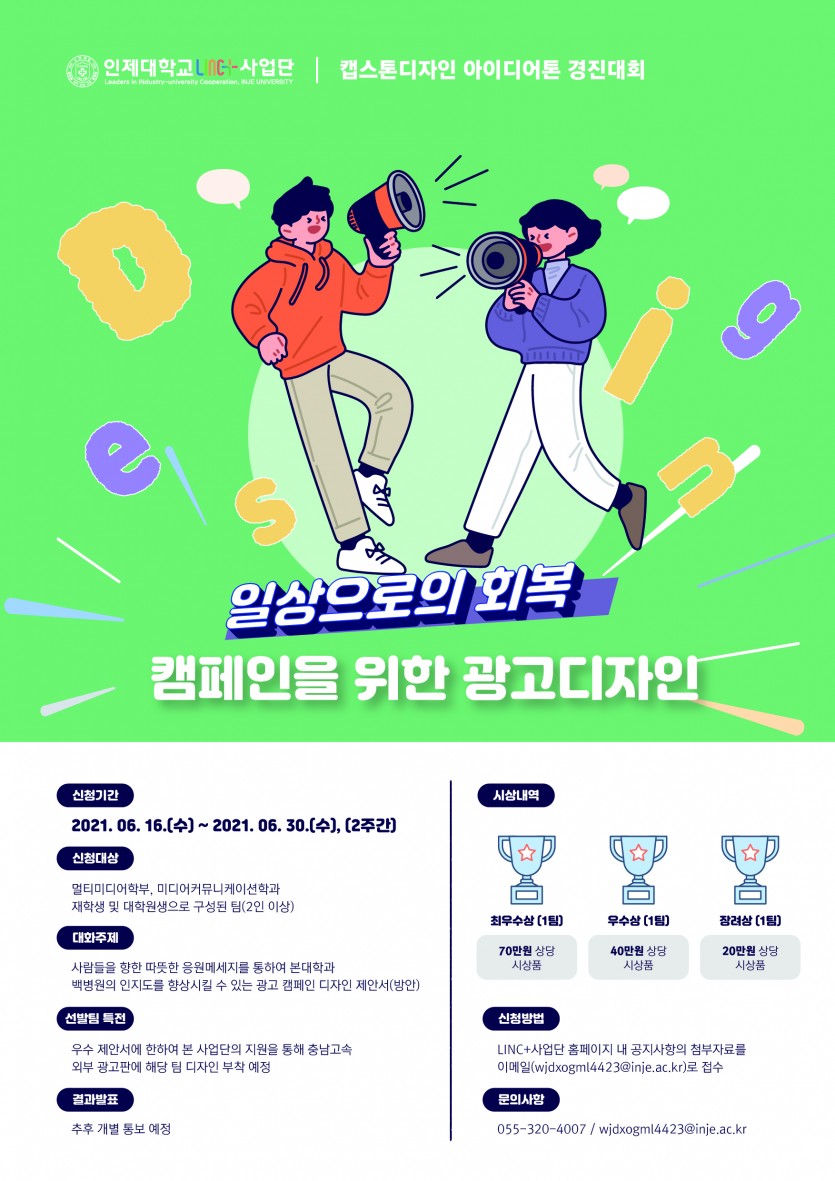 인제대학교 LINC+사업단
Leaders in INdustry-university Cooperation, INJE UNIVERSITY
캡스톤디자인 아이디어톤 경진대회
D
e
s
i
g
n
일상으로의 회복
캠페인을 위한 광고디자인
신청기간
2021. 06. 16.(수) ~ 2021. 06. 30.(수), (2주간)
신청대상
멀티미디어학부, 미디어커뮤니케이션학과
재학생 및 대학원생으로 구성된 팀(2인 이상)
대화주제
사람들을 향한 따뜻한 응원메세지를 통하여 본대학과
백병원의 인지도를 향상시킬 수 있는 광고 캠페인 디자인 제안서(방안)
선발팀 특전
우수 제안서에 한하여 본 사업단의 지원을 통해 충남고속
외부 광고판에 해당 팀 디자인 부착 예정
결과발표
추후 개별 통보 예정
시상내역
최우수상 (1팀)
70만원 상당
시상품
우수상 (1팀)
40만원 상당
시상품
장려상 (1팀)
20만원 상당
시상품
신청방법
LINC+사업단 홈페이지 내 공지사항의 첨부자료를
이메일(wjdxogml4423@inje.ac.kr)로 접수
문의사항
055-320-4007 / wjdxogml4423@inje.ac.kr